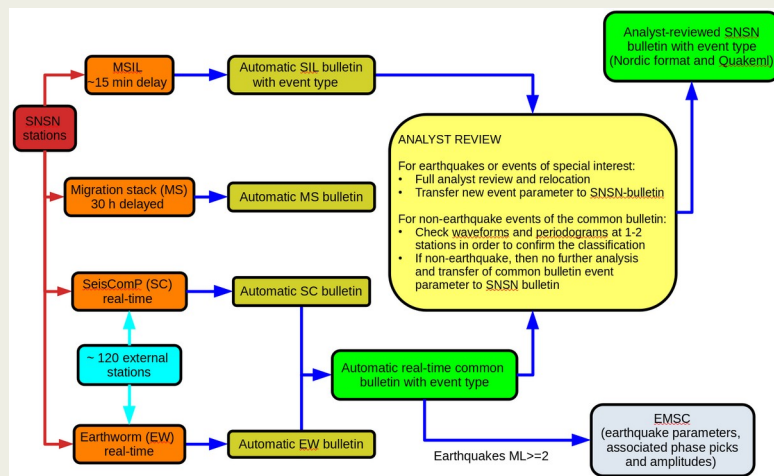 SNSN
stations
MSIL
~15 min delay
Automatic SIL bulletin
with event type
Analyst-reviewed SNSN
bulletin with event type
(Nordic format and Quakeml)
Migration stack (MS)
30 h delayed
Automatic MS bulletin
ANALYST REVIEW
For earthquakes or events of special interest:
• Full analyst review and relocation
• Transfer new event parameter to SNSN-bulletin
For non-earthquake events of the common bulletin:
• Check waveforms and periodograms at 1-2
stations in order to confirm the classification
• If non-earthquake, then no further analysis
and transfer of common bulletin event
parameter to SNSN bulletin
SeisComP (SC)
real-time
Automatic SC bulletin
~ 120 external
stations
Automatic real-time common
bulletin with event type
Earthworm (EW)
real-time
Automatic EW bulletin
Earthquakes ML>=2
EMSC
(earthquake parameters,
associated phase picks
and amplitudes)